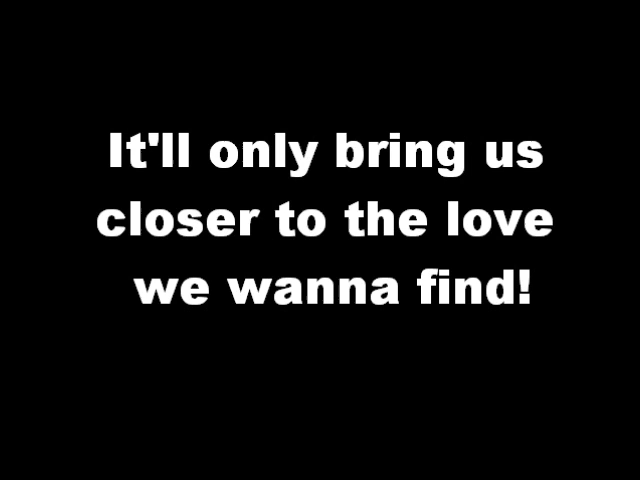 It'll only bring us
closer to the love
we wanna find!